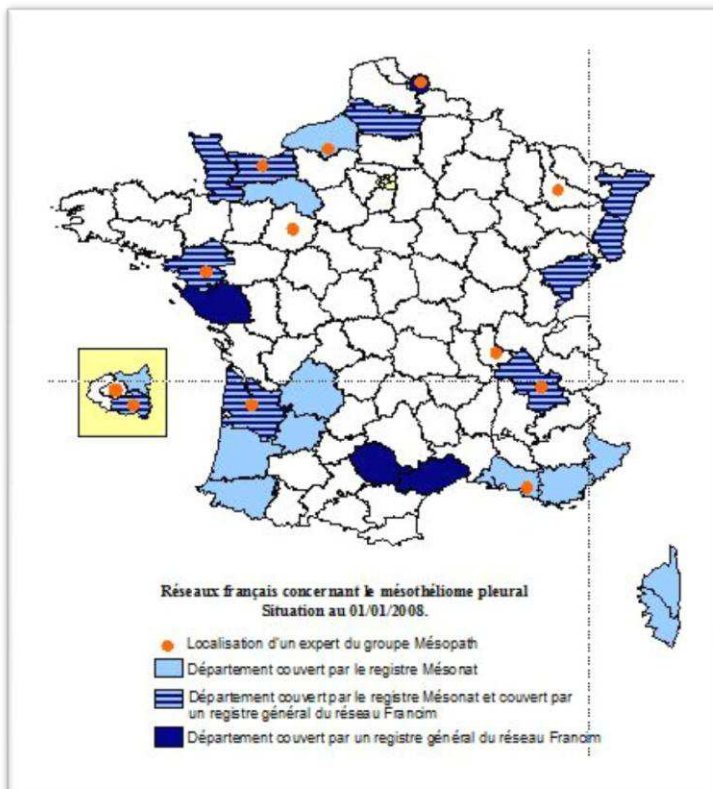 Réseaux français concernant le mésothéliome pleural
Situation au 01/01/2008.
Localisation d'un expert du groupe Mésopath
Département couvert par le registre Mésonat
Département couvert par le registre Mésonat et couvert par
un registre général du réseau Francim
Département couvert par un registre général du réseau Francim